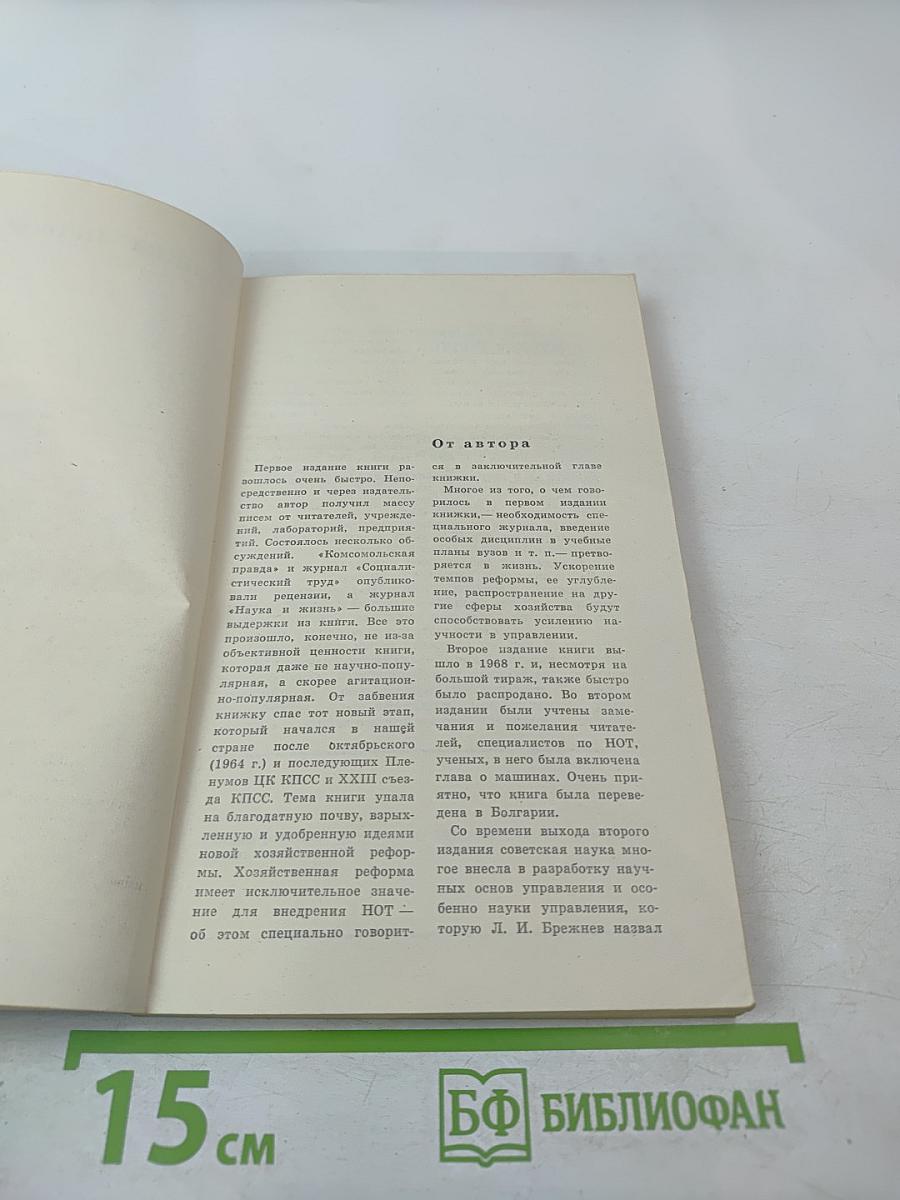 От автора
Первое издание книги ра-
зошлось очень быстро. Непо-
средственно и через издатель-
ство автор получил массу
писем от читателей, учрежде-
ний, лабораторий, предприя-
тий. Состоялось несколько об-
суждений. «Комсомольская
правда» и журнал «Социали-
стический труд» опублико-
вали рецензии, а журнал
«Наука и жизнь» — большие
выдержки из книги. Все это
произошло, конечно, не из-за
объективной ценности книги,
которая даже не научно-попу-
лярная, а скорее агитацион-
но-популярная. От забвения
книжку спас тот новый этап,
который начался в нашей
стране после октябрьского
(1964 г.) и последующих Пле-
нумов ЦК КПСС и XXIII съез-
да КПСС. Тема книги упала
на благодатную почву, взрых-
ленную и удобренную идеями
новой хозяйственной рефор-
мы. Хозяйственная реформа
имеет исключительное значе-
ние для внедрения НОТ —
об этом специально говорит-
ся в заключительной главе
книжки.
Многое из того, о чем гово-
рилось в первом издании
книжки,— необходимость спе-
циального журнала, введение
особых дисциплин в учебные
планы вузов и т. п.— претво-
ряется в жизнь. Ускорение
темпов реформы, ее углубле-
ние, распространение на дру-
гие сферы хозяйства будут
способствовать усилению на-
учности в управлении.
Второе издание книги вы-
шло в 1968 г. и, несмотря на
большой тираж, также быстро
было распродано. Во втором
издании были учтены заме-
чания и пожелания читате-
лей, специалистов по НОТ,
ученых, в него была включена
глава о машинах. Очень при-
ятно, что книга была переве-
дена в Болгарии.
Со времени выхода второго
издания советская наука мно-
гое внесла в разработку науч-
ных основ управления и осо-
бенно науки управления, ко-
торую Л. И. Брежнев назвал
15 см
БФ БИБЛИОФАН